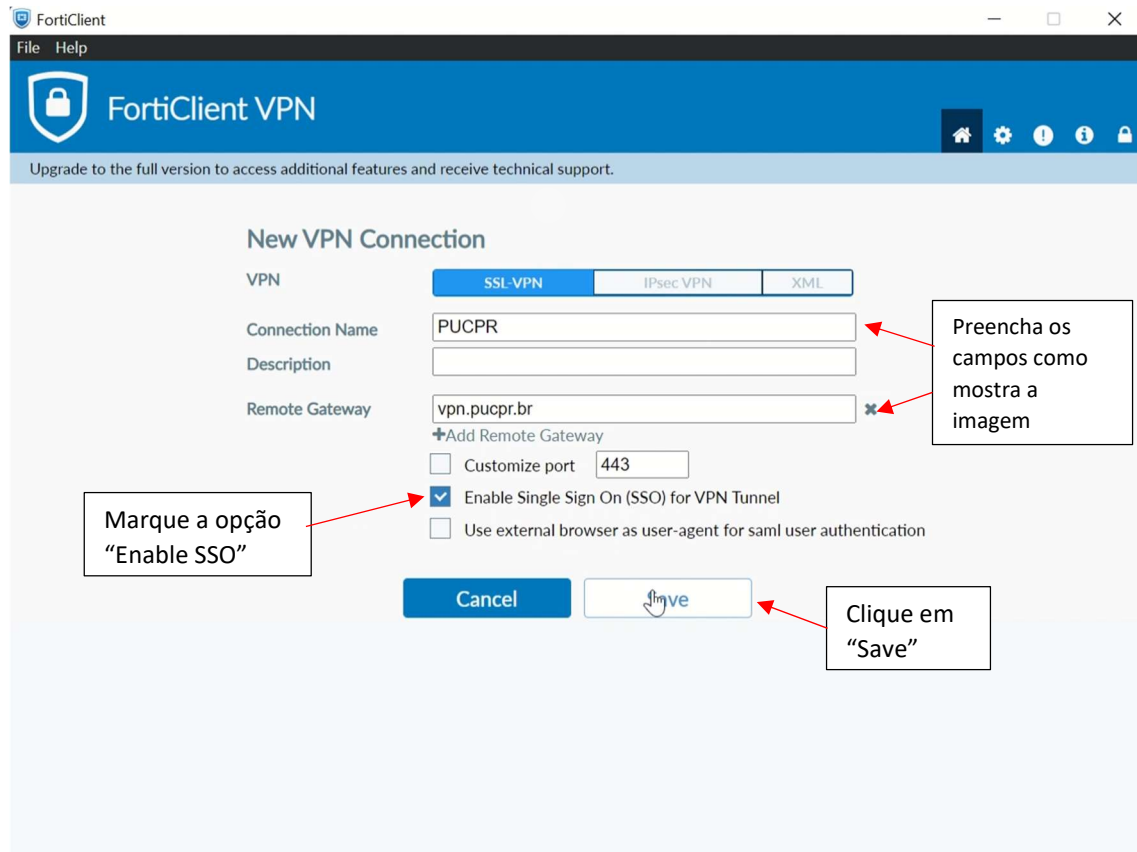 FortiClient
File Help
FortiClient VPN
Upgrade to the full version to access additional features and receive technical support.
New VPN Connection
VPN
SSL-VPN
IPsec VPN
XML
Connection Name
PUCPR
Description
Remote Gateway
vpn.pucpr.br
+Add Remote Gateway
Customize port
443
Enable Single Sign On (SSO) for VPN Tunnel
Use external browser as user-agent for saml user authentication
Cancel
Preencha os
campos como
mostra a
imagem
Marque a opção
“Enable SSO”
Clique em
“Save”